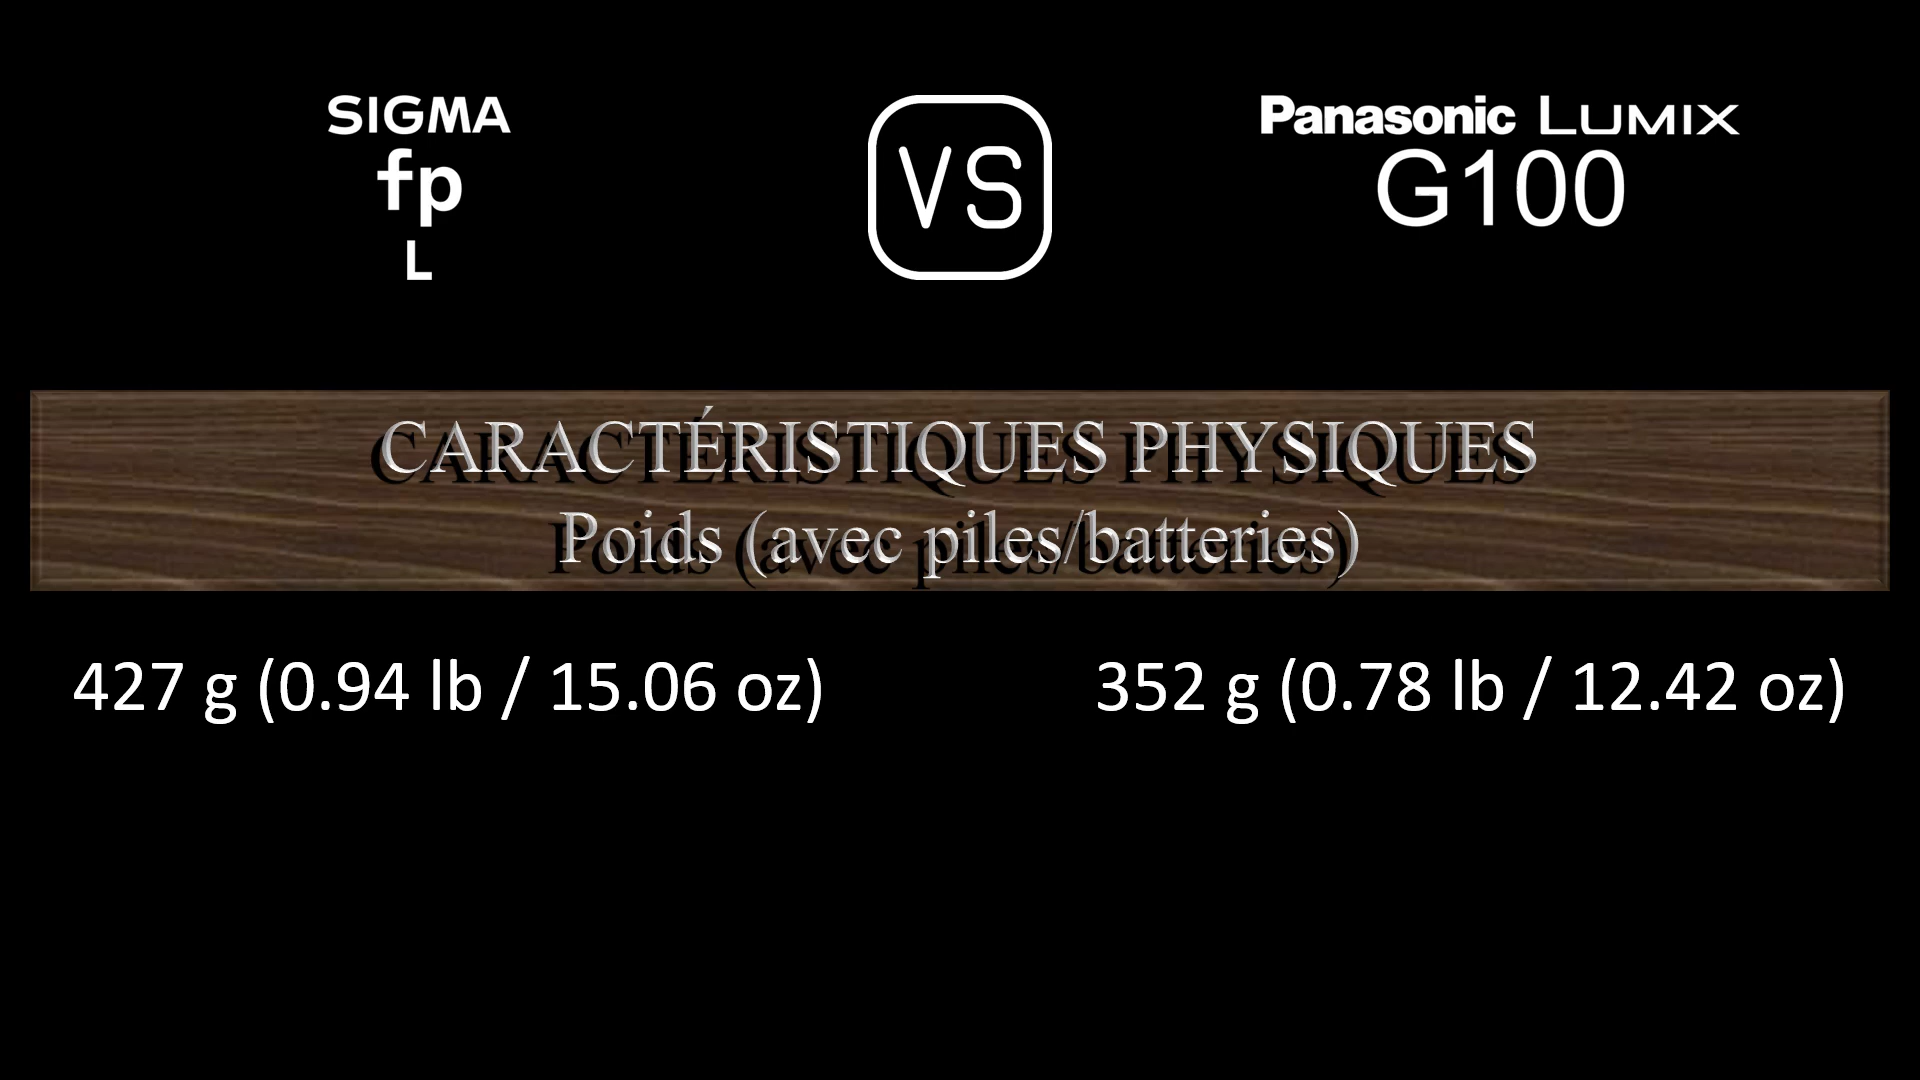 SIGMA
fp
L
VS
Panasonic LUMIX
G100
CARACTÉRISTIQUES PHYSIQUES
Poids (avec piles/batteries)
427 g (0.94 lb / 15.06 oz)
352 g (0.78 lb / 12.42 oz)